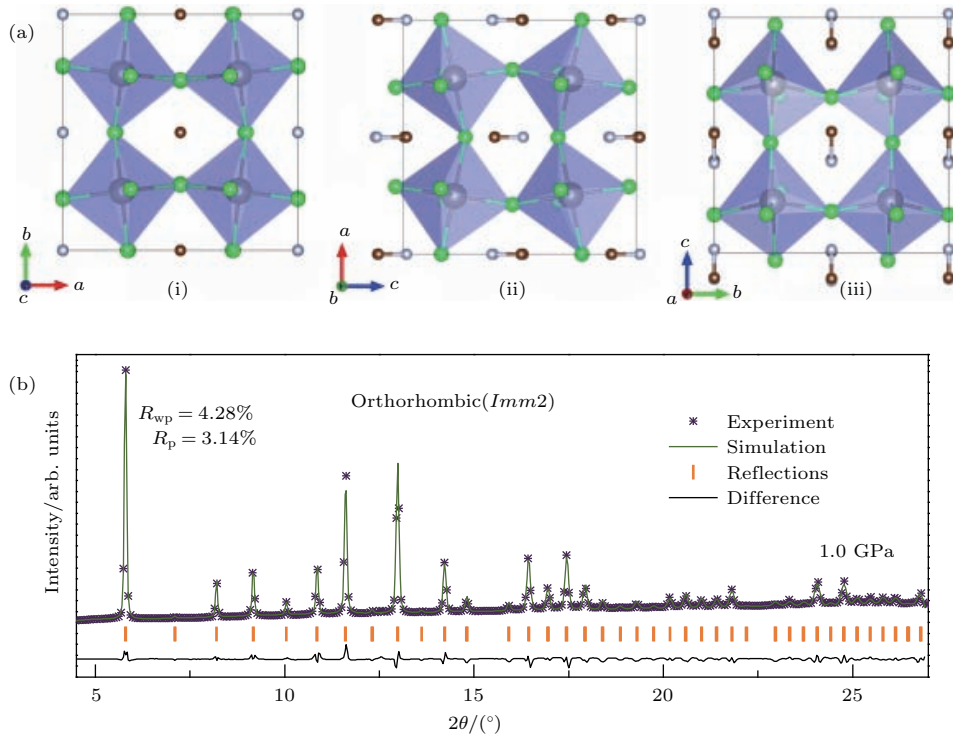 (a)
b
c
a
(i)
a
b
c
(ii)
c
a
b
(iii)
(b)
Intensity/arb. units
Rwp = 4.28%
Rp = 3.14%
Orthorhombic(Imm2)
Experiment
Simulation
Reflections
Difference
1.0 GPa
5 10 15 20 25
2θ/(°)